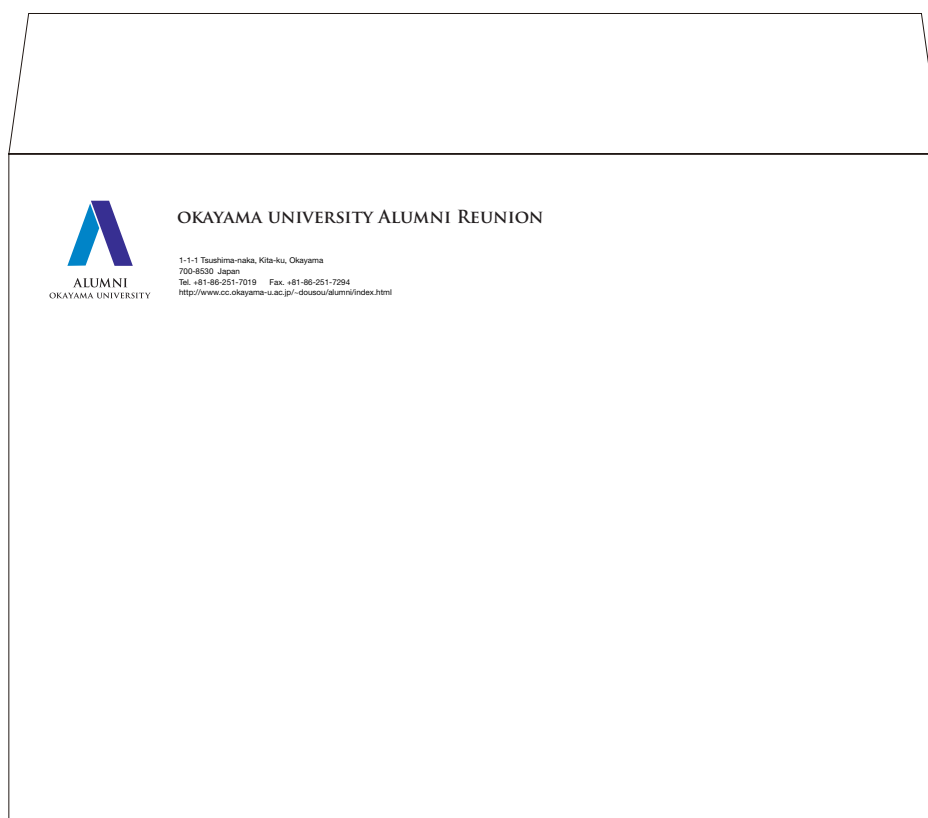 OKAYAMA UNIVERSITY ALUMNI REUNION
1-1-1 Tsushima-naka, Kita-ku, Okayama
700-8530 Japan
Tel. +81-86-251-7019 Fax. +81-86-251-7294
http://www.cc.okayama-u.ac.jp/~dousou/alumni/index.html
ALUMNI
OKAYAMA UNIVERSITY